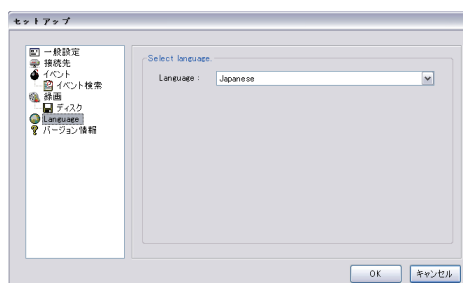 セットアップ
一般設定
接続先
イベント
イベント検索
録画
ディスク
Language
バージョン情報
Select language.
Language :
Japanese
OK
キャンセル